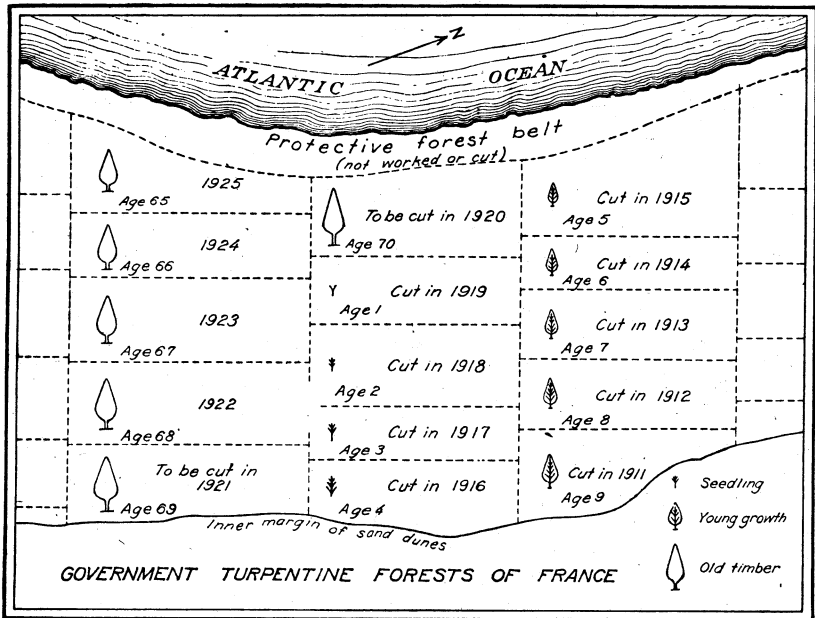 N
ATLANTIC OCEAN
Protective forest belt
(not worked or cut)
1925
Age 65
1924
Age 66
1923
Age 67
1922
Age 68
To be cut in
1921
Age 69
To be cut in 1920
Age 70
Cut in 1919
Age 1
Cut in 1918
Age 2
Cut in 1917
Age 3
Cut in 1916
Age 4
Cut in 1915
Age 5
Cut in 1914
Age 6
Cut in 1913
Age 7
Cut in 1912
Age 8
Cut in 1911
Age 9
Inner margin of sand dunes
Seedling
Young growth
Old timber
GOVERNMENT TURPENTINE FORESTS OF FRANCE